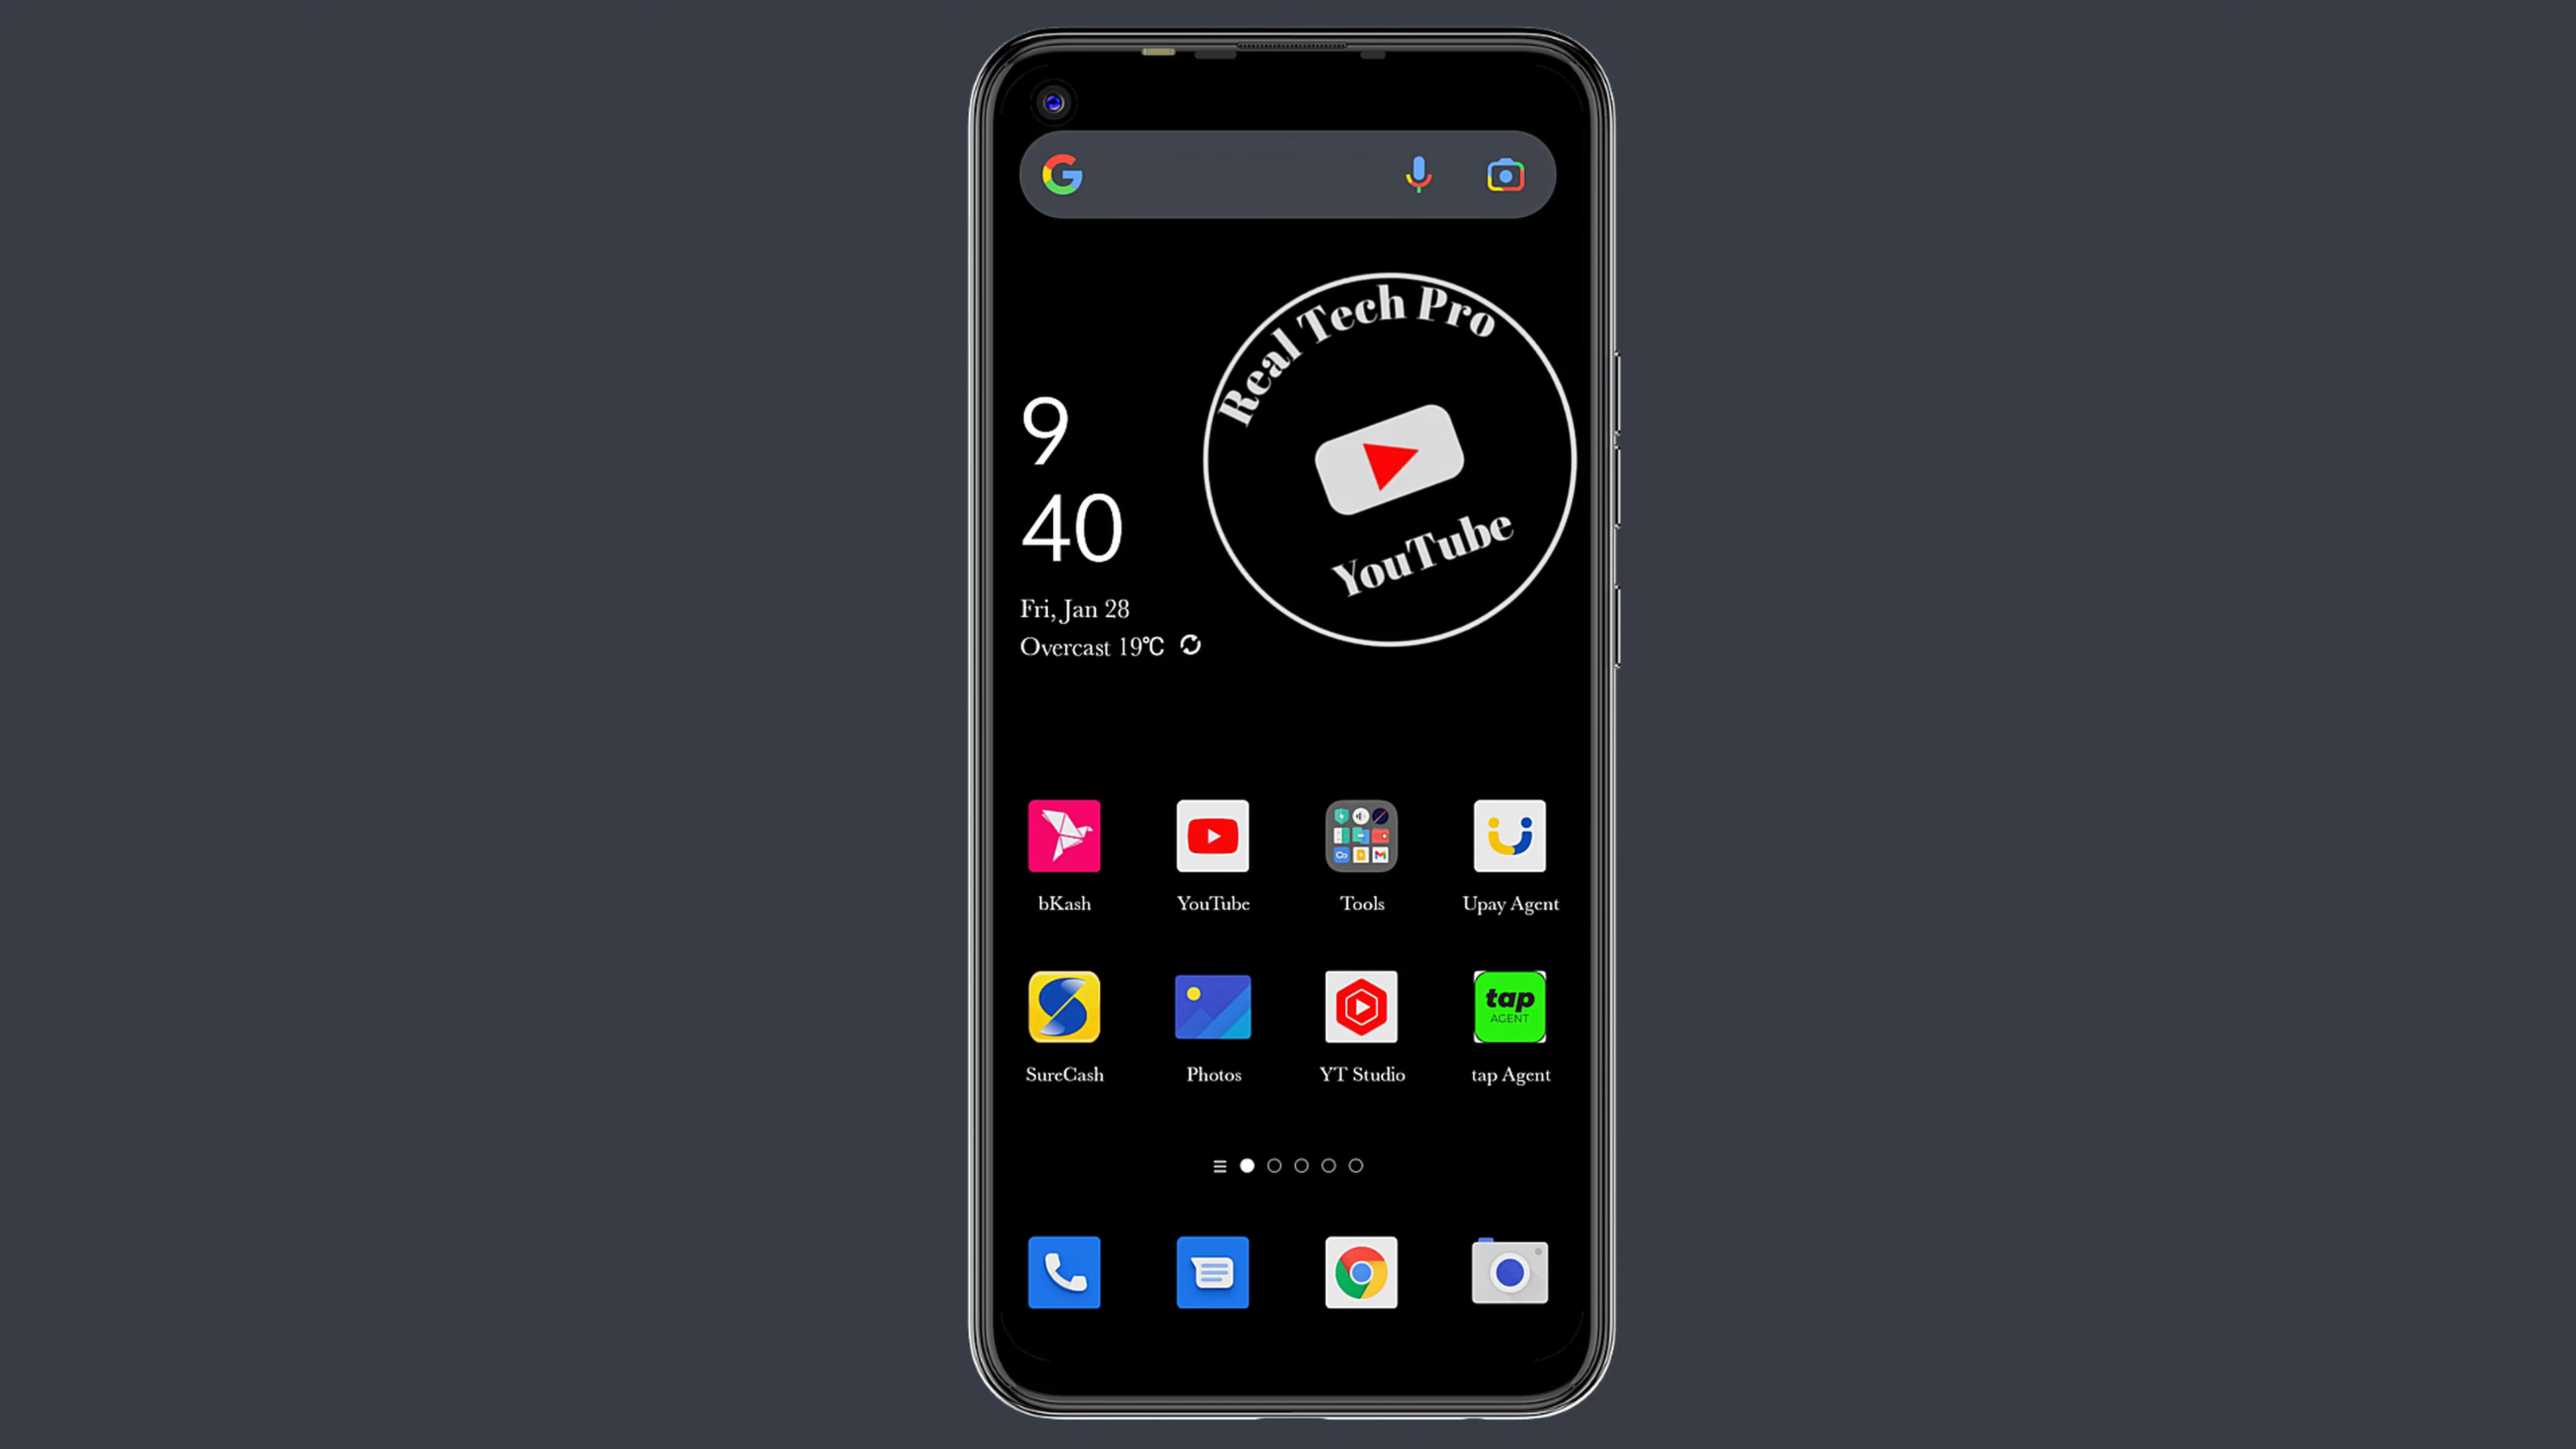 Real Tech Pro
YouTube
9
40
Fri, Jan 28
Overcast 19℃
bKash
YouTube
Tools
Upay Agent
tap
AGENT
SureCash
Photos
YT Studio
tap Agent